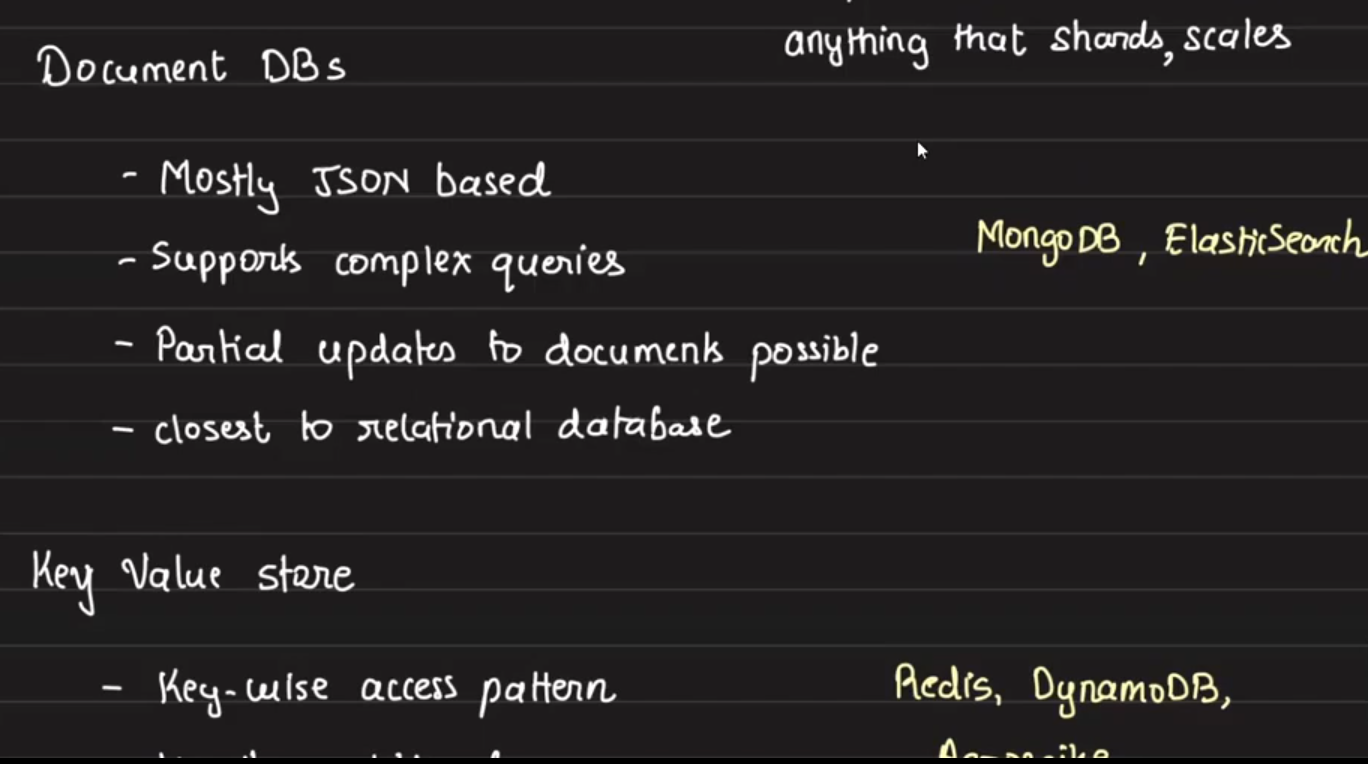 anything that shards, scales
Document DBs
- Mostly JSON based
MongoDB, ElasticSearch
- Supports complex queries
- Partial updates to documents possible
- closest to relational database
Key Value store
- Key-wise access pattern
Redis, DynamoDB,